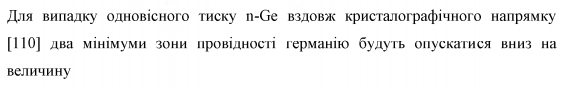 Для випадку одновісного тиску n-Ge вздовж кристалографічного напрямку
[110] два мінімуми зони провідності германію будуть опускатися вниз на
величину